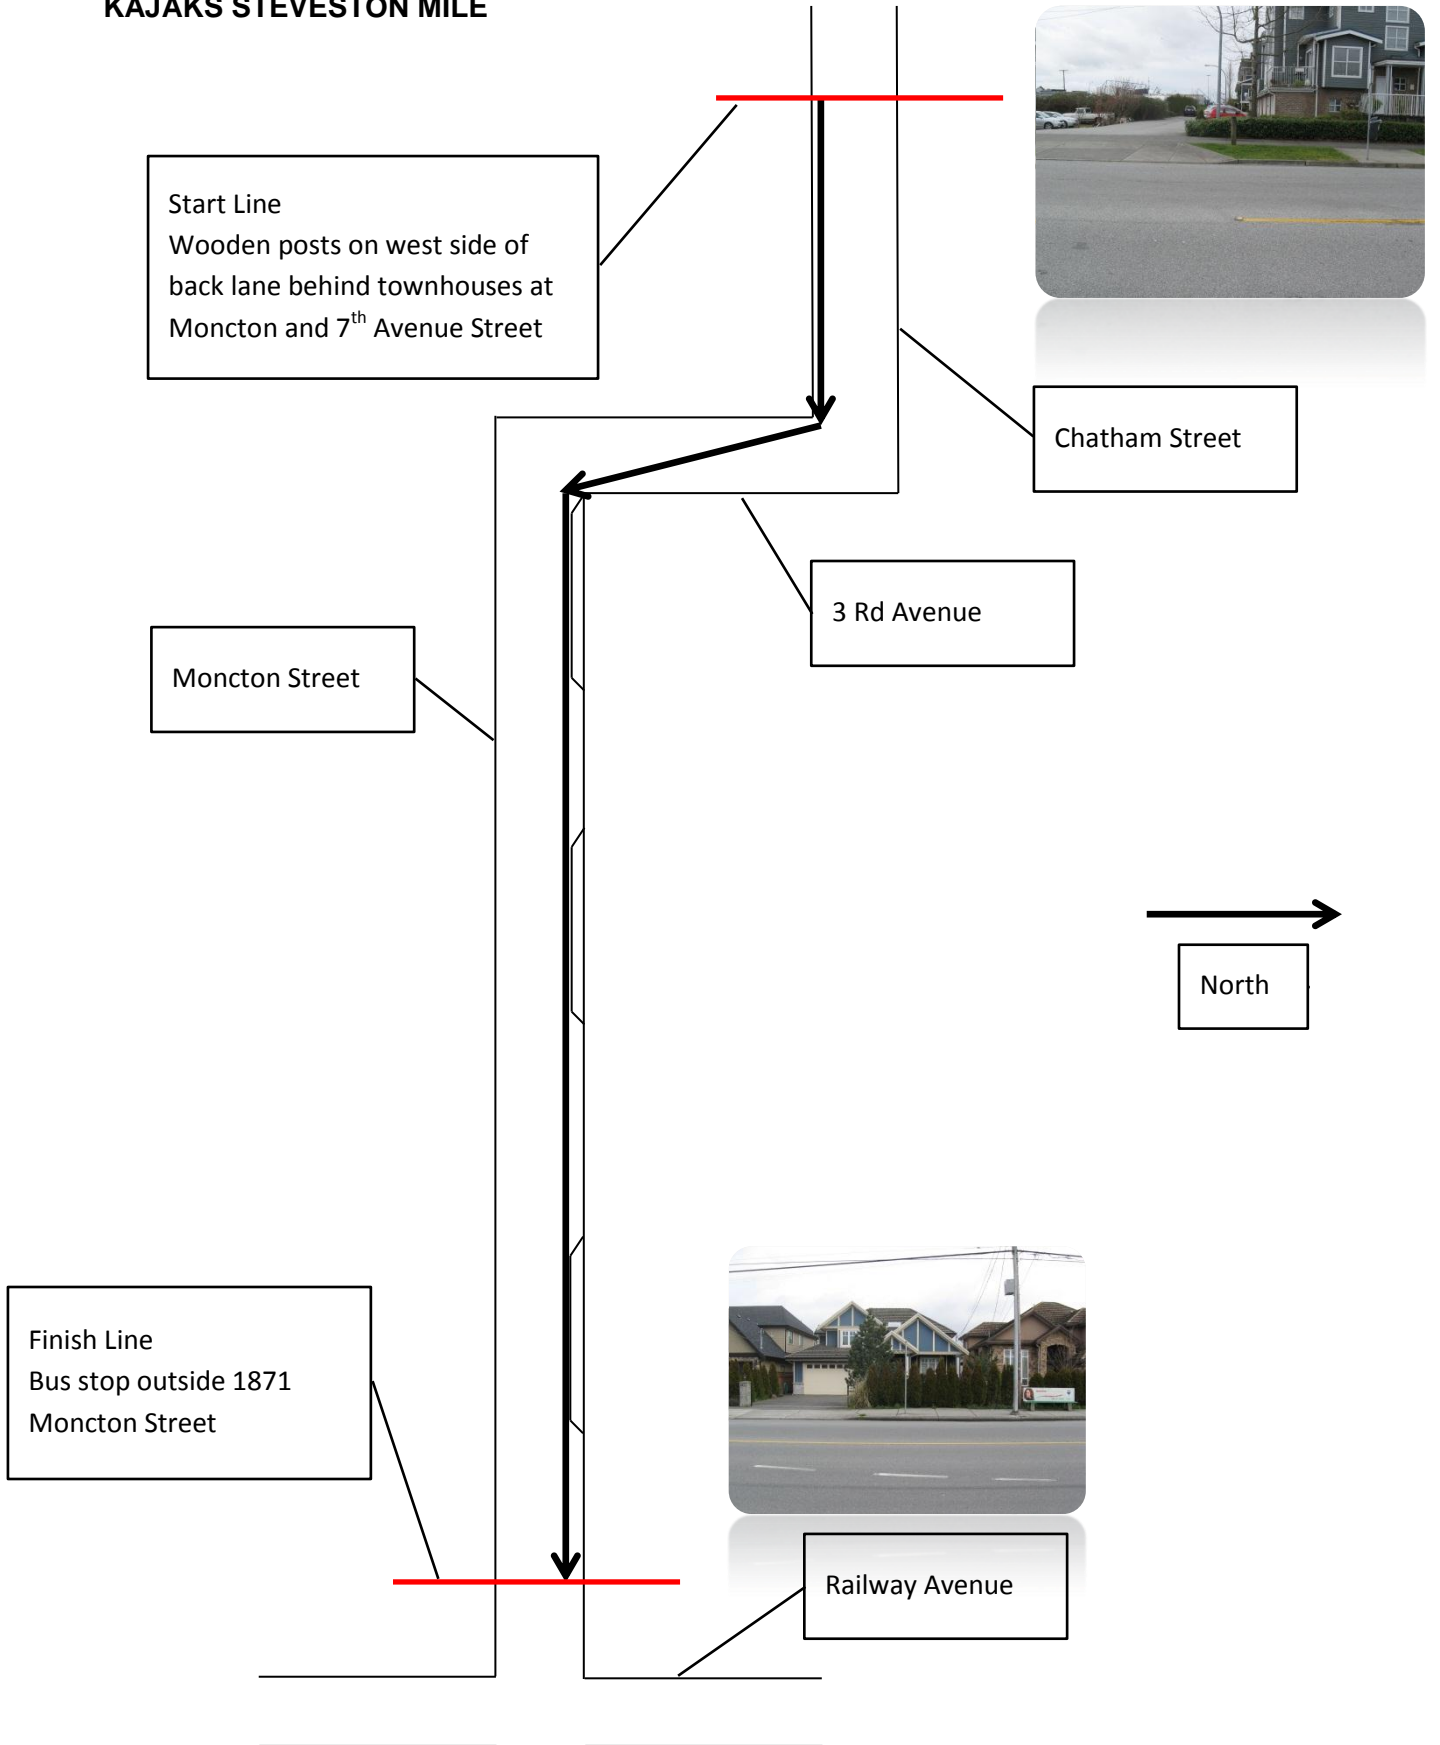 KAJAKS STEVESTON MILE
Start Line
Wooden posts on west side of
back lane behind townhouses at
Moncton and 7th Avenue Street
Chatham Street
3 Rd Avenue
Moncton Street
North
Finish Line
Bus stop outside 1871
Moncton Street
Railway Avenue